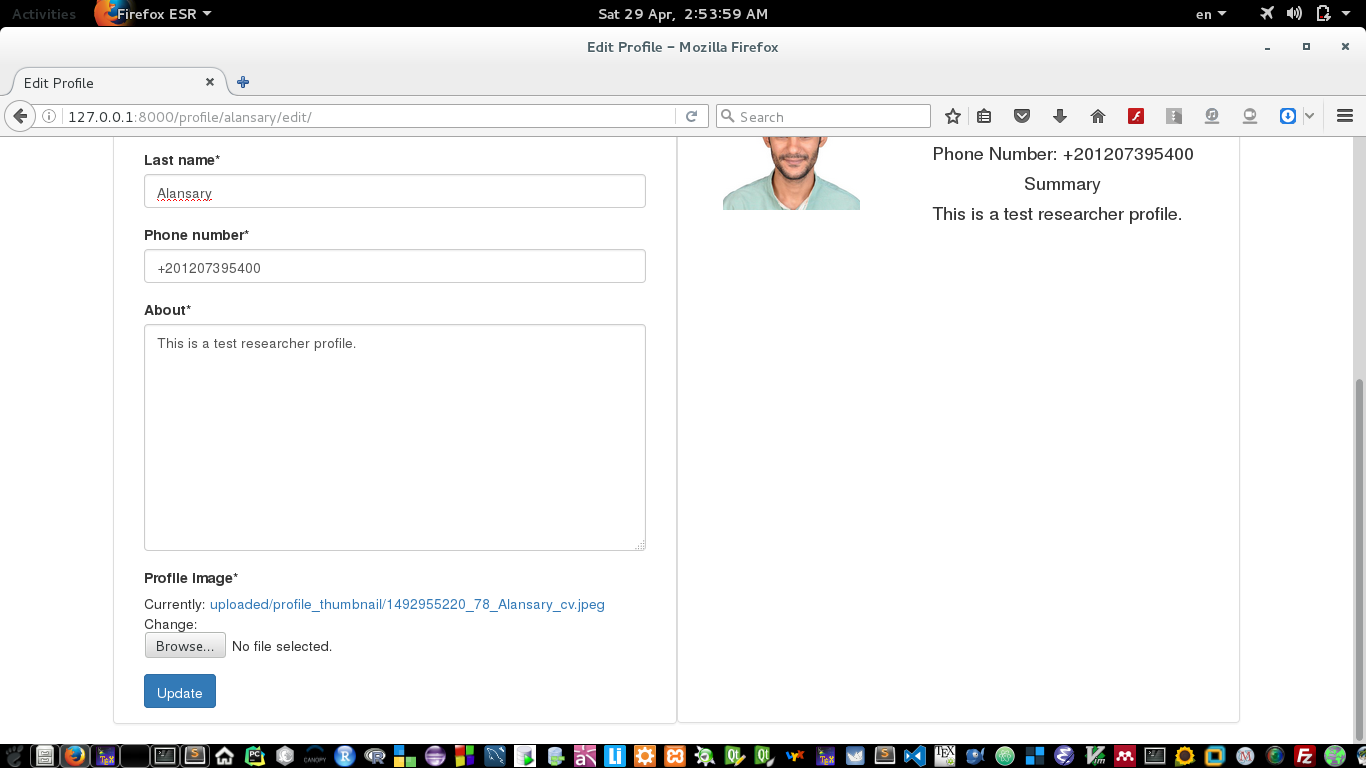 Activities
Firefox ESR
Sat 29 Apr, 2:53:59 AM
en
Edit Profile – Mozilla Firefox
Edit Profile
127.0.0.1:8000/profile/alansary/edit/
Search
Last name*
Alansary
Phone number*
+201207395400
About*
This is a test researcher profile.
Profile image*
Currently: uploaded/profile_thumbnail/1492955220_78_Alansary_cv.jpeg
Change:
Browse... No file selected.
Update
Phone Number: +201207395400
Summary
This is a test researcher profile.